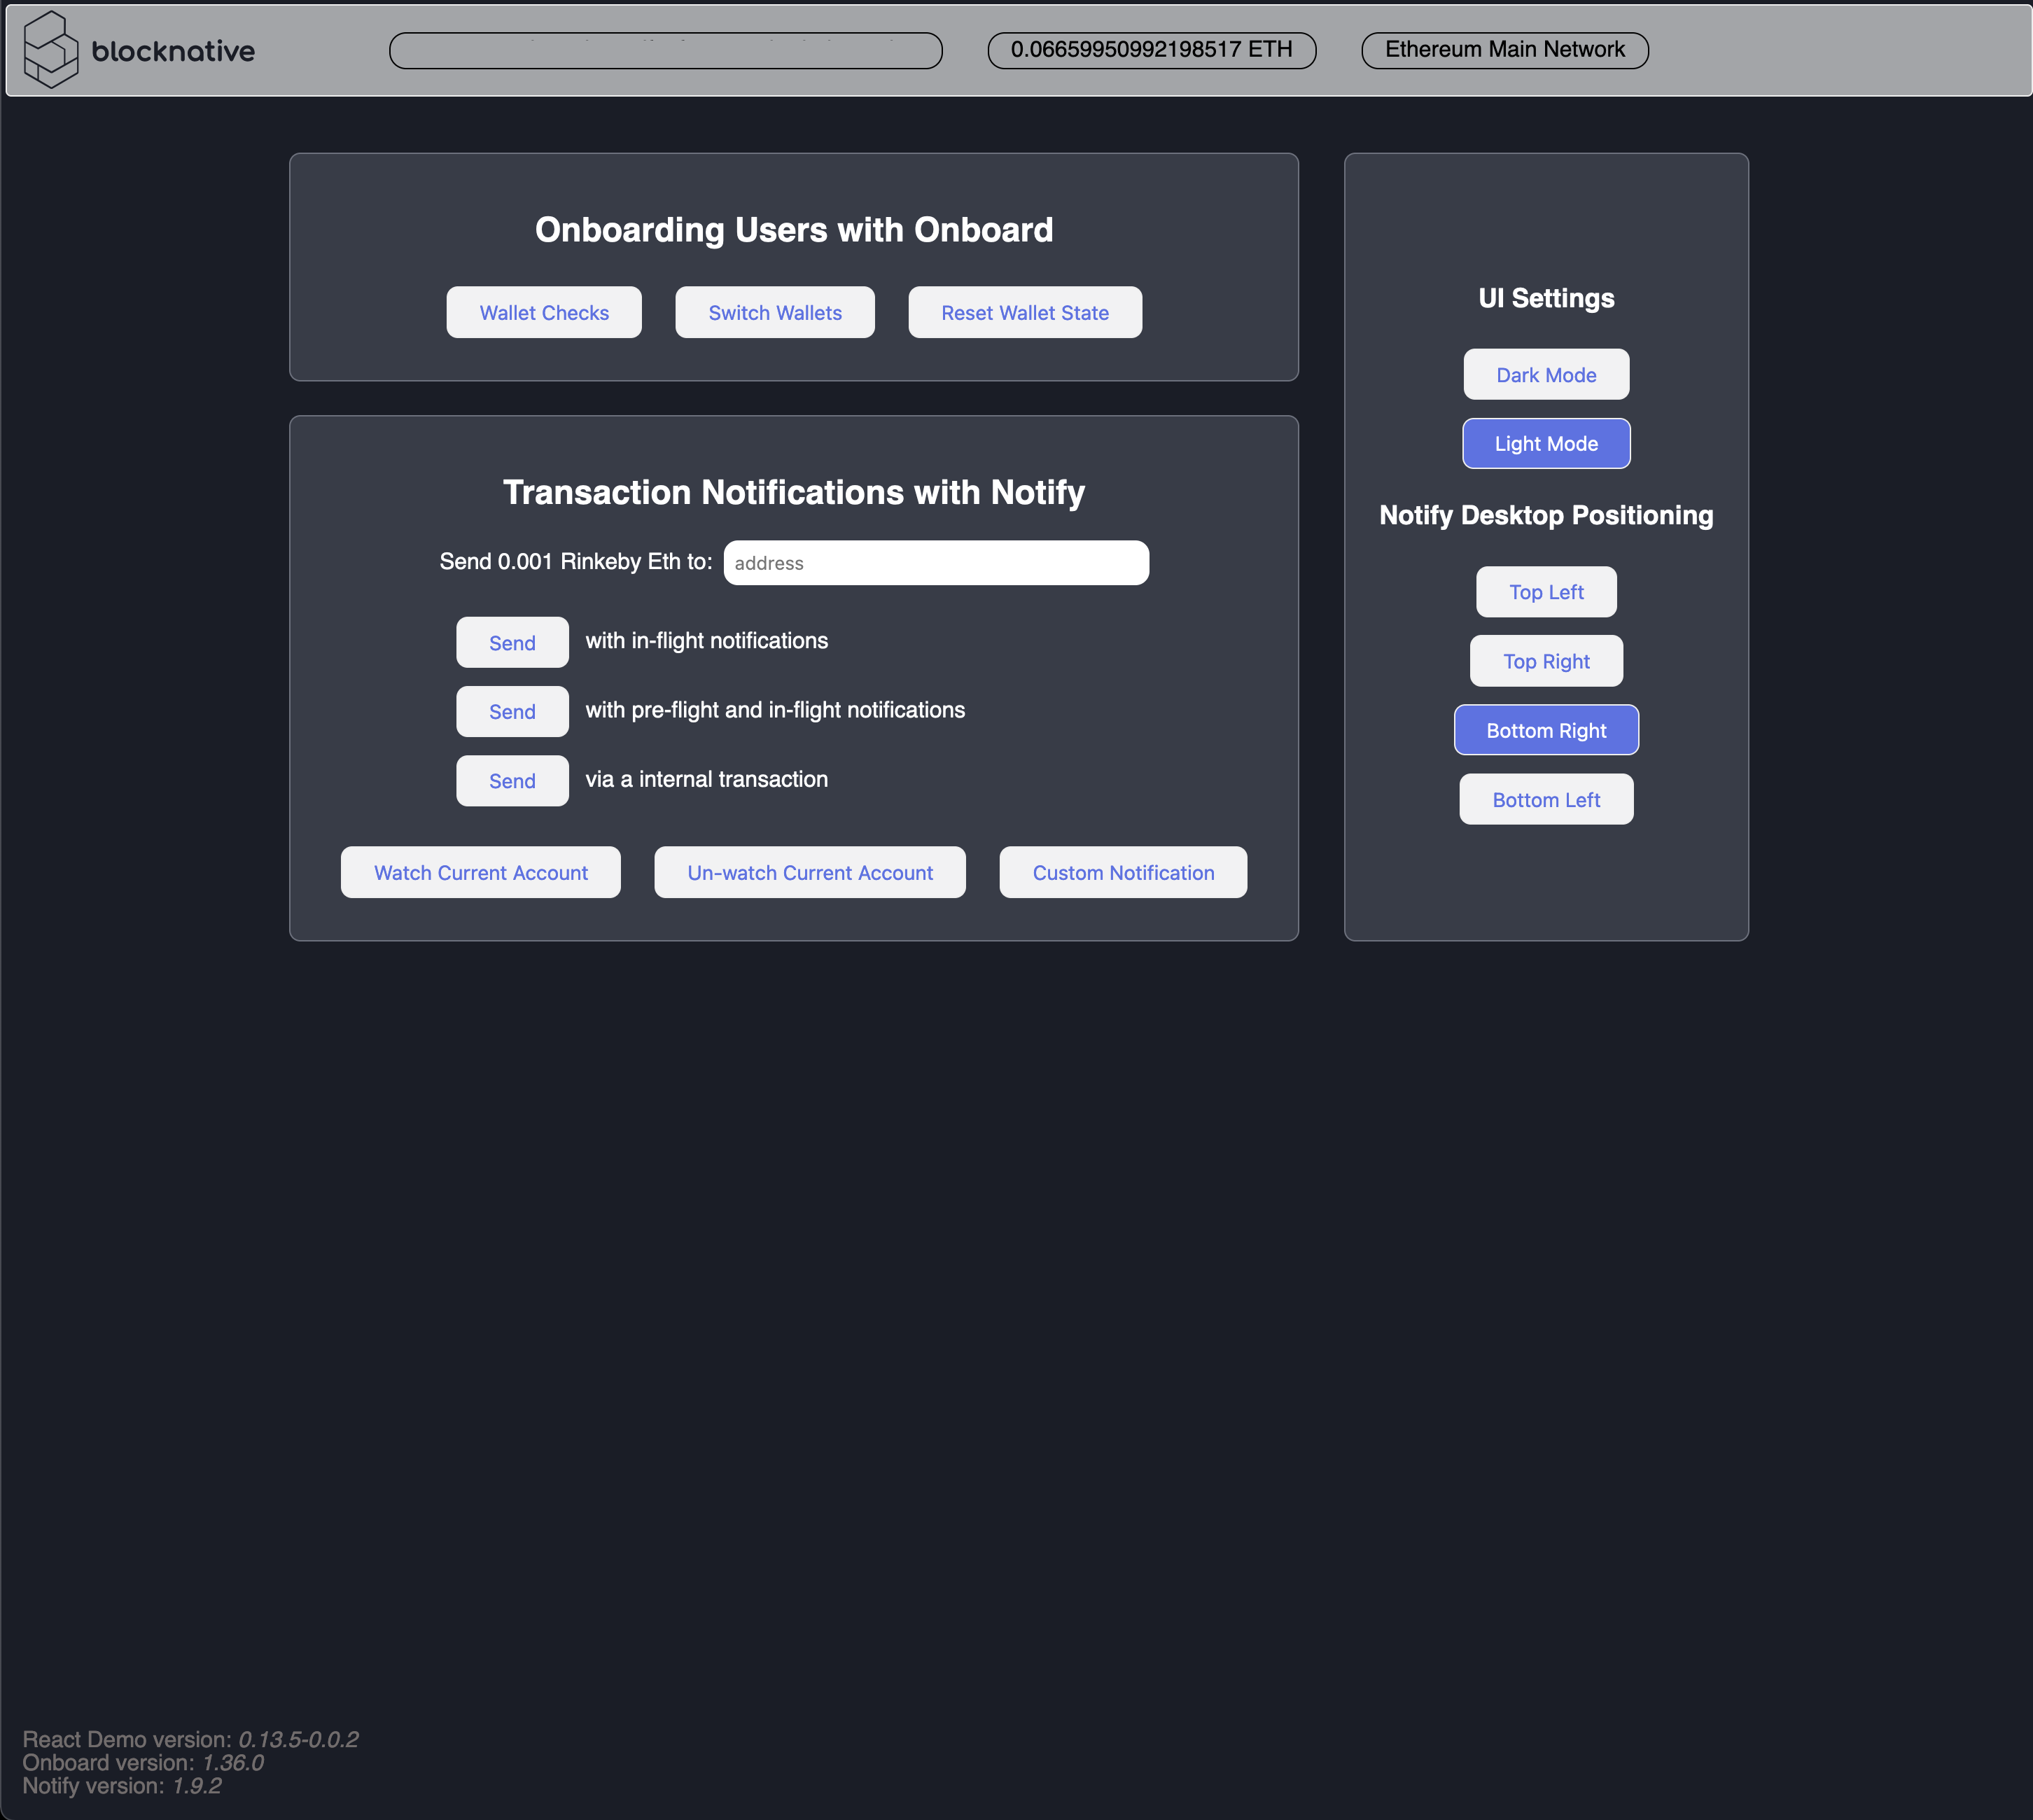 blocknative
0.06659950992198517 ETH
Ethereum Main Network
Onboarding Users with Onboard
Wallet Checks
Switch Wallets
Reset Wallet State
Transaction Notifications with Notify
Send 0.001 Rinkeby Eth to: address
Send with in-flight notifications
Send with pre-flight and in-flight notifications
Send via a internal transaction
Watch Current Account
Un-watch Current Account
Custom Notification
UI Settings
Dark Mode
Light Mode
Notify Desktop Positioning
Top Left
Top Right
Bottom Right
Bottom Left
React Demo version: 0.13.5-0.0.2
Onboard version: 1.36.0
Notify version: 1.9.2